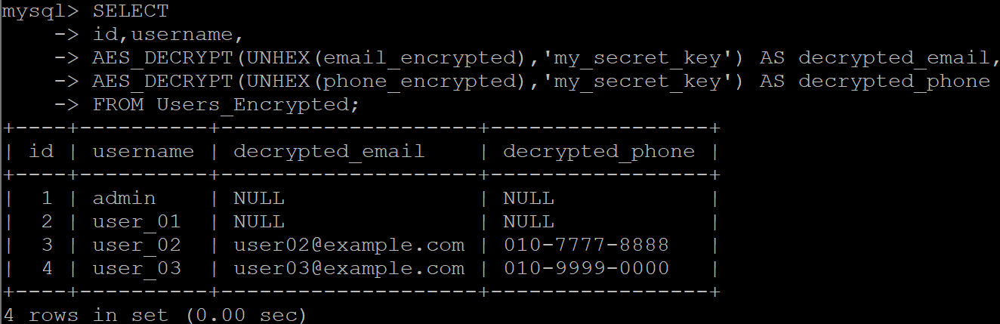 mysql> SELECT
    -> id,username,
    -> AES_DECRYPT(UNHEX(email_encrypted),'my_secret_key') AS decrypted_email,
    -> AES_DECRYPT(UNHEX(phone_encrypted),'my_secret_key') AS decrypted_phone
    -> FROM Users_Encrypted;
+----+----------+--------------------+-----------------+
| id | username | decrypted_email    | decrypted_phone |
+----+----------+--------------------+-----------------+
|  1 | admin    | NULL               | NULL            |
|  2 | user_01  | NULL               | NULL            |
|  3 | user_02  | user02@example.com | 010-7777-8888   |
|  4 | user_03  | user03@example.com | 010-9999-0000   |
+----+----------+--------------------+-----------------+
4 rows in set (0.00 sec)